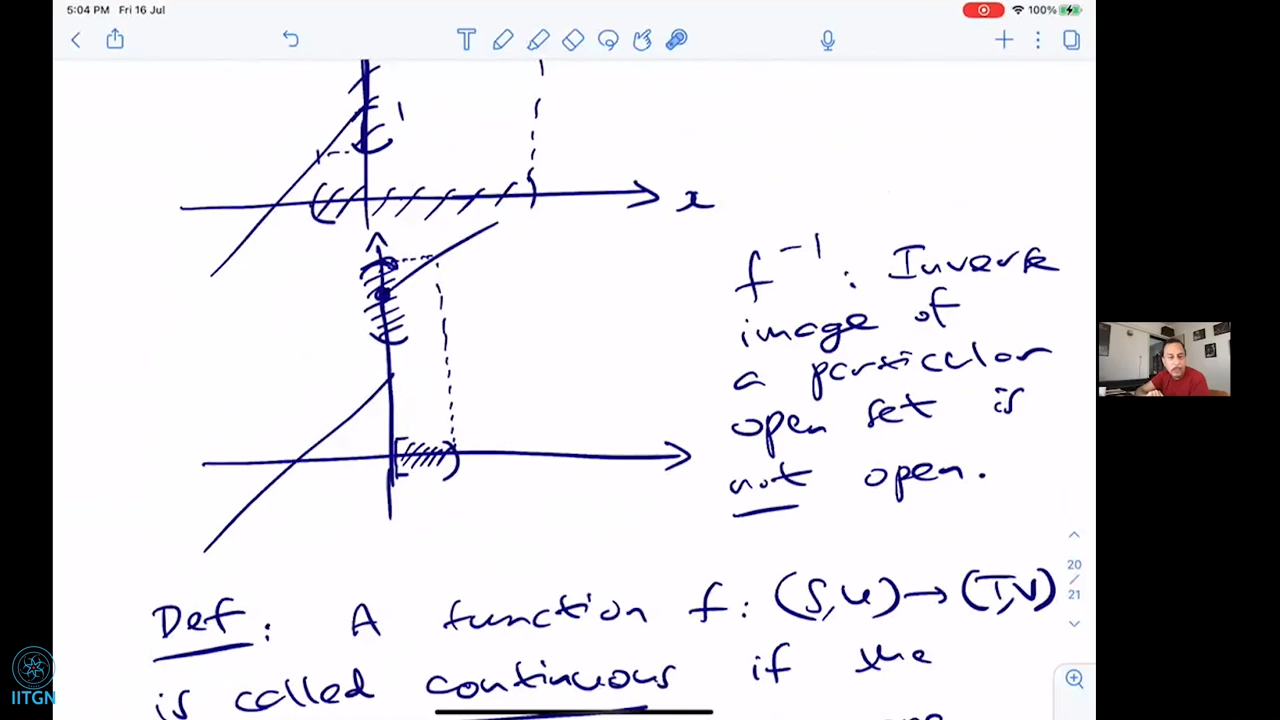 5:04 PM Fri 16 Jul
100%
1
x
f⁻¹: Inverse
image of
a particular
open set is
not open.
20
/
21
Def: A function f: (S,U)→(T,V)
is called continuous if the
IITGN